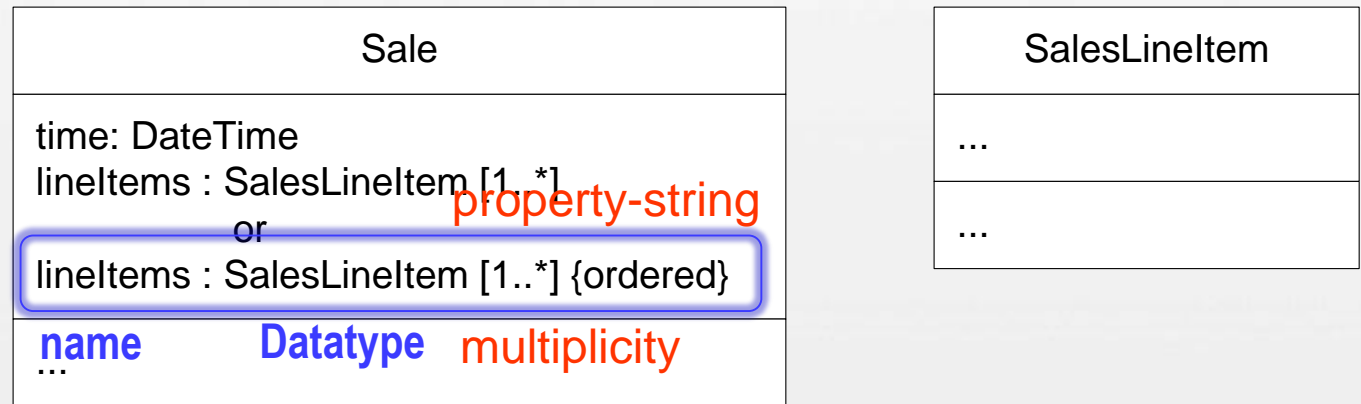 Sale
time: DateTime
lineItems : SalesLineItem [1..*]
property-string
or
lineItems : SalesLineItem [1..*] {ordered}
name Datatype multiplicity
...
SalesLineItem
...
...